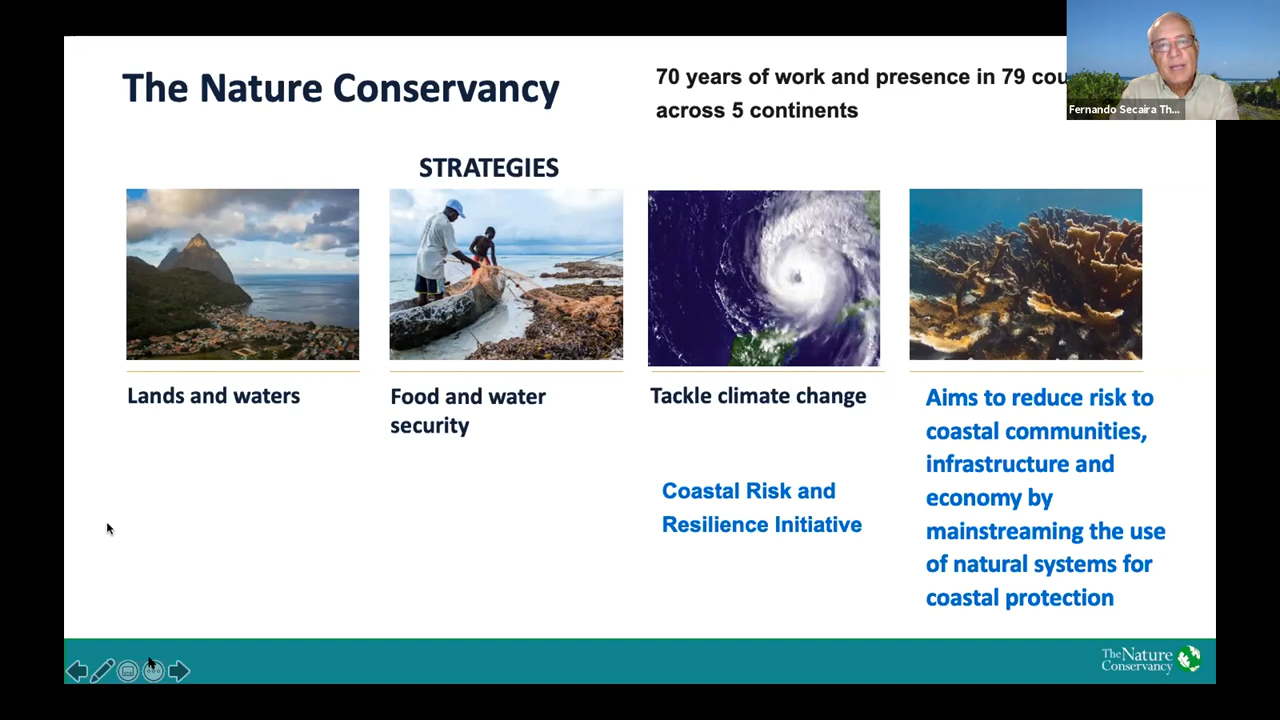 The Nature Conservancy
70 years of work and presence in 79
across 5 continents
Fernando Secaira Th...
STRATEGIES
Lands and waters
Food and water
security
Tackle climate change
Coastal Risk and
Resilience Initiative
Aims to reduce risk to
coastal communities,
infrastructure and
economy by
mainstreaming the use
of natural systems for
coastal protection
The Nature
Conservancy